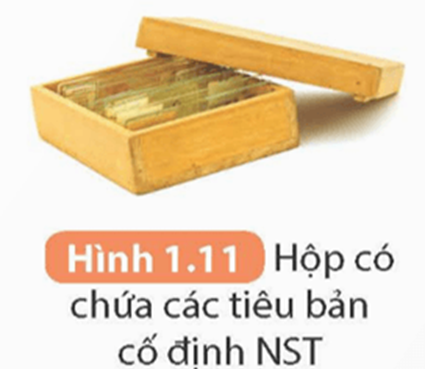 Hình 1.11 Hộp có
chứa các tiêu bản
cố định NST